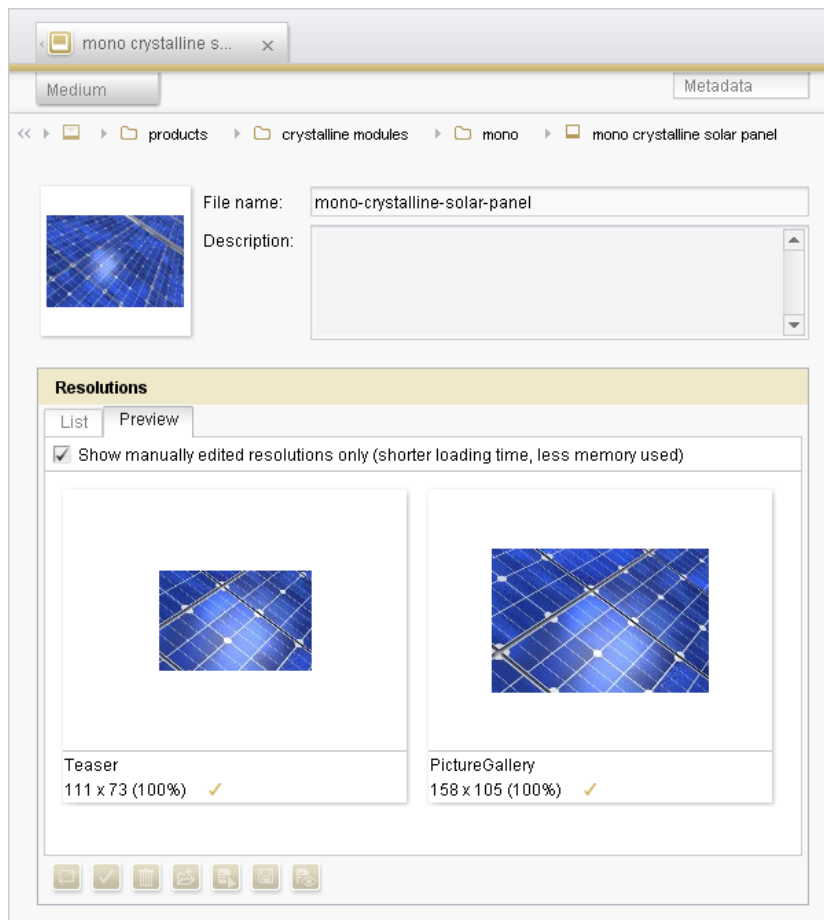 mono crystalline s...
Medium
Metadata
products
crystalline modules
mono
mono crystalline solar panel
File name:
mono-crystalline-solar-panel
Description:
Resolutions
List
Preview
Show manually edited resolutions only (shorter loading time, less memory used)
Teaser
111 x 73 (100%)
PictureGallery
158 x 105 (100%)